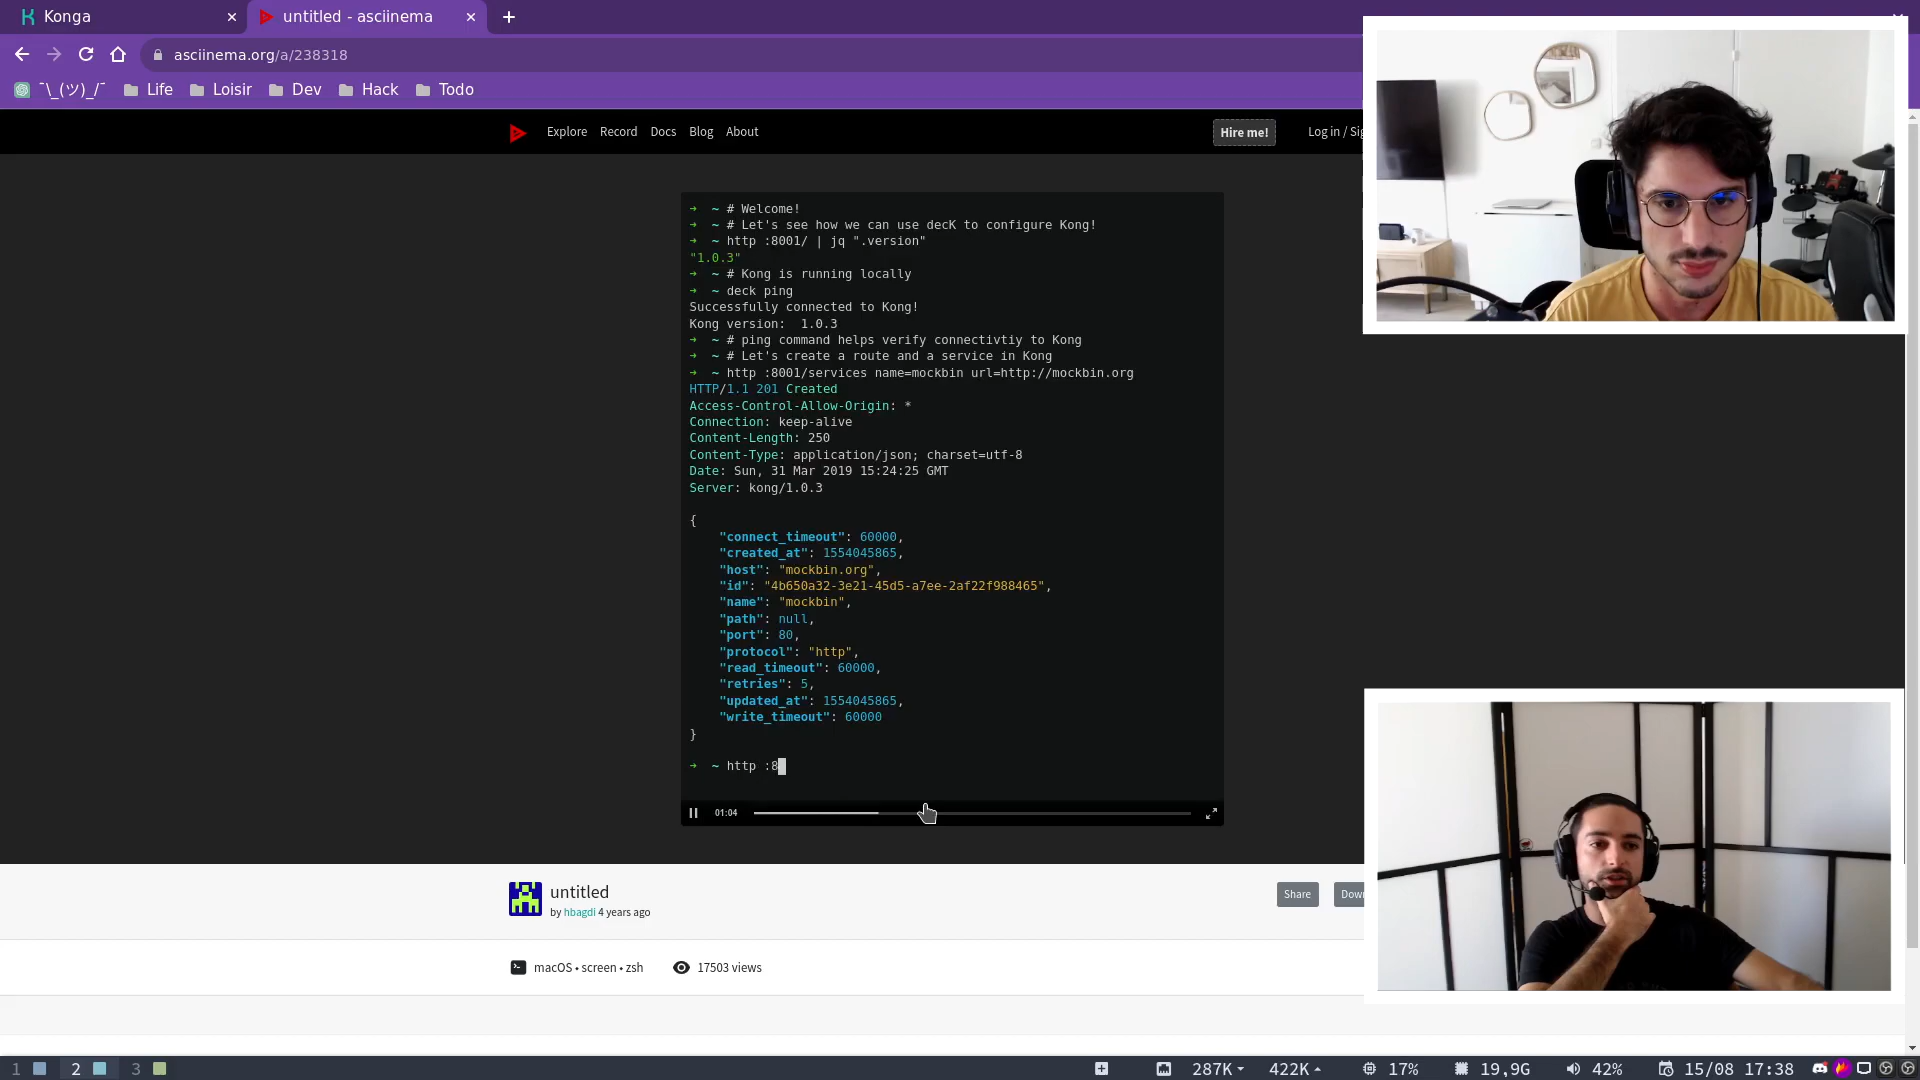 Konga
untitled - asciinema
asciinema.org/a/238318
¯\_(ツ)_/¯ Life Loisir Dev Hack Todo
Explore Record Docs Blog About Hire me! Log in / Sig
→ ~ # Welcome!
→ ~ # Let's see how we can use decK to configure Kong!
→ ~ http :8001/ | jq ".version"
"1.0.3"
→ ~ # Kong is running locally
→ ~ deck ping
Successfully connected to Kong!
Kong version:  1.0.3
→ ~ # ping command helps verify connectivtiy to Kong
→ ~ # Let's create a route and a service in Kong
→ ~ http :8001/services name=mockbin url=http://mockbin.org
HTTP/1.1 201 Created
Access-Control-Allow-Origin: *
Connection: keep-alive
Content-Length: 250
Content-Type: application/json; charset=utf-8
Date: Sun, 31 Mar 2019 15:24:25 GMT
Server: kong/1.0.3
{
"connect_timeout": 60000,
"created_at": 1554045865,
"host": "mockbin.org",
"id": "4b650a32-3e21-45d5-a7ee-2af22f988465",
"name": "mockbin",
"path": null,
"port": 80,
"protocol": "http",
"read_timeout": 60000,
"retries": 5,
"updated_at": 1554045865,
"write_timeout": 60000
}
→ ~ http :8
01:04
untitled
by hbagdi 4 years ago
Share Dow
macOS • screen • zsh 17503 views
1 2 3 287K 422K 17% 19,9G 42% 15/08 17:38